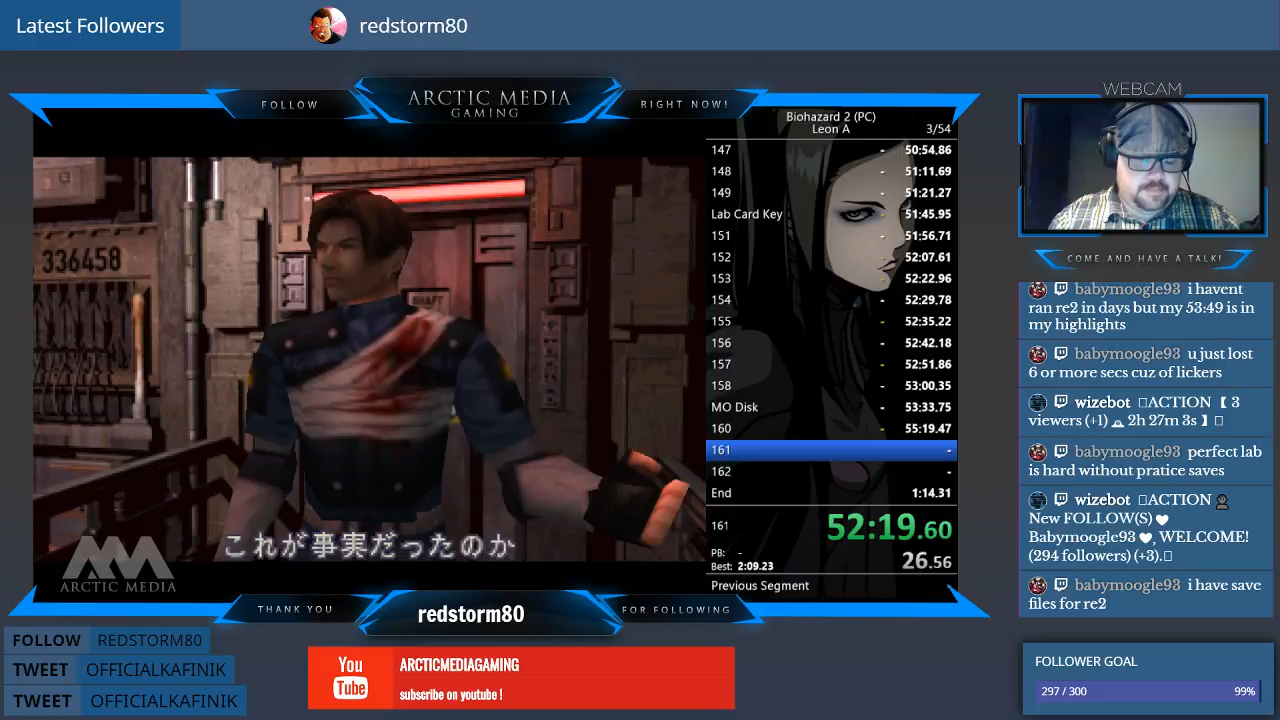 Latest Followers
redstorm80
FOLLOW
ARCTIC MEDIA
GAMING
RIGHT NOW!
Biohazard 2 (PC)
Leon A 3/54
147 - 50:54.86
148 - 51:11.69
149 - 51:21.27
Lab Card Key - 51:45.95
151 - 51:56.71
152 - 52:07.61
153 - 52:22.96
154 - 52:29.78
155 - 52:35.22
156 - 52:42.18
157 - 52:51.86
158 - 53:00.35
MO Disk - 53:33.75
160 - 55:19.47
161 -
162 -
End 1:14.31
161 52:19.60
PB: -
Best: 2:09.23 26.56
Previous Segment
336458
SHAFT
これが事実だったのか
AM
ARCTIC MEDIA
THANK YOU
redstorm80
FOR FOLLOWING
FOLLOW REDSTORM80
TWEET OFFICIALKAFINIK
TWEET OFFICIALKAFINIK
You
Tube
ARCTICMEDIAGAMING
subscribe on youtube !
WEBCAM
COME AND HAVE A TALK!
babymoogle93 i havent
ran re2 in days but my 53:49 is in
my highlights
babymoogle93 u just lost
6 or more secs cuz of lickers
wizebot ACTION 【 3
viewers (+1) 2h 27m 3s 】
babymoogle93 perfect lab
is hard without pratice saves
wizebot ACTION
New FOLLOW(S) ♥
Babymoogle93 ♥, WELCOME!
(294 followers) (+3).
babymoogle93 i have save
files for re2
FOLLOWER GOAL
297 / 300 99%